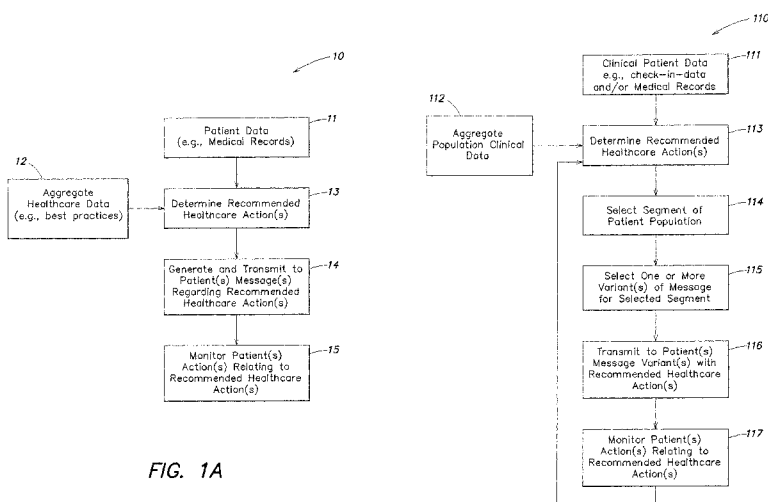 10
11
Patient Data
(e.g., Medical Records)
12
Aggregate
Healthcare Data
(e.g., best practices)
13
Determine Recommended
Healthcare Action(s)
14
Generate and Transmit to
Patient(s) Message(s)
Regarding Recommended
Healthcare Action(s)
15
Monitor Patient(s)
Action(s) Relating to
Recommended Healthcare
Action(s)
FIG. 1A
110
111
Clinical Patient Data
e.g., check-in-data
and/or Medical Records
112
Aggregate
Population Clinical
Data
113
Determine Recommended
Healthcare Action(s)
114
Select Segment of
Patient Population
115
Select One or More
Variant(s) of Message
for Selected Segment
116
Transmit to Patient(s)
Message Variant(s) with
Recommended Healthcare
Action(s)
117
Monitor Patient(s)
Action(s) Relating to
Recommended Healthcare
Action(s)